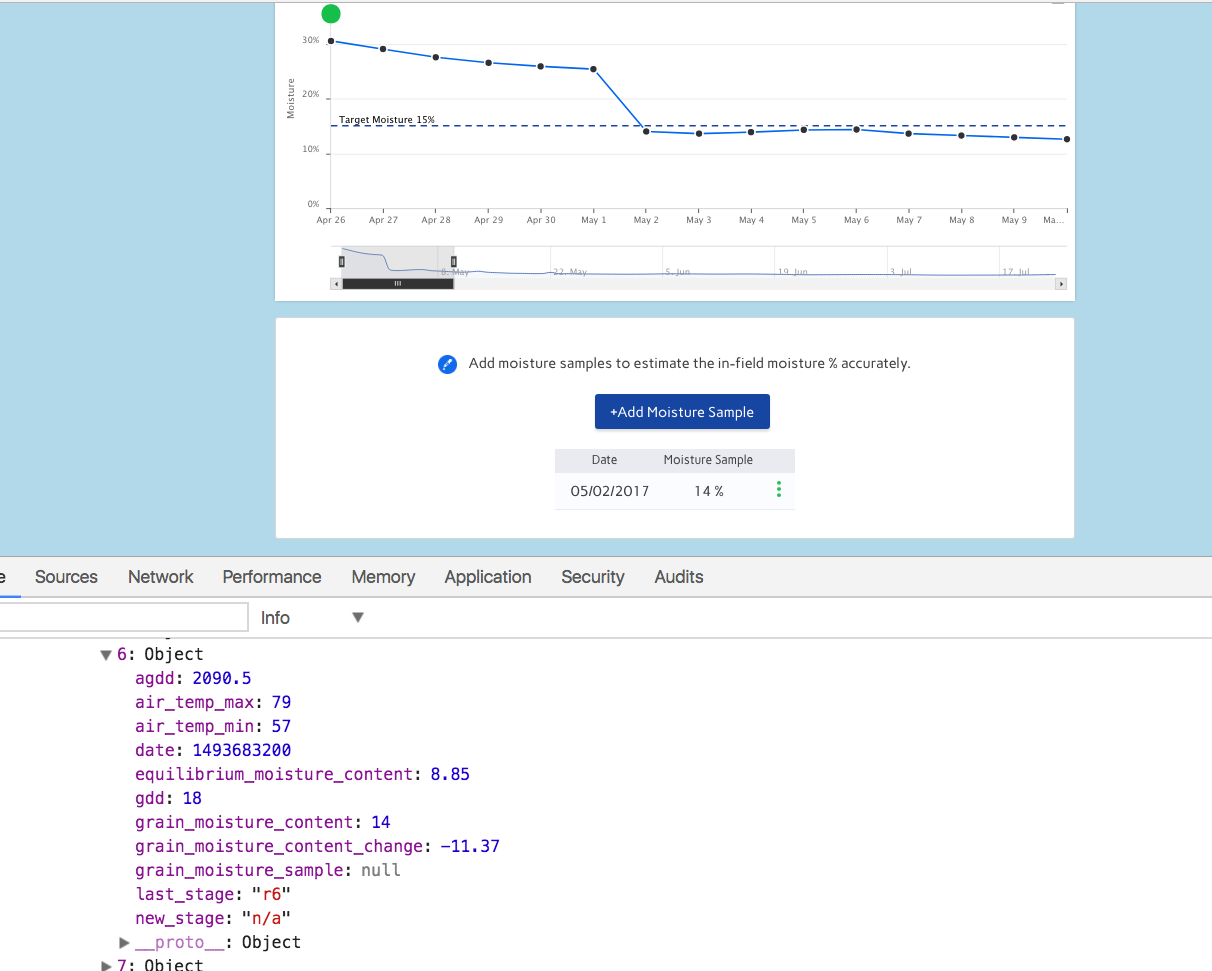 30%
20%
Moisture
Target Moisture 15%
10%
0%
Apr 26 Apr 27 Apr 28 Apr 29 Apr 30 May 1 May 2 May 3 May 4 May 5 May 6 May 7 May 8 May 9 Ma...
8. May 22. May 5. Jun 19. Jun 3. Jul 17. Jul
Add moisture samples to estimate the in-field moisture % accurately.
+Add Moisture Sample
Date Moisture Sample
05/02/2017 14 %
e Sources Network Performance Memory Application Security Audits
Info ▼
▼ 6: Object
agdd: 2090.5
air_temp_max: 79
air_temp_min: 57
date: 1493683200
equilibrium_moisture_content: 8.85
gdd: 18
grain_moisture_content: 14
grain_moisture_content_change: -11.37
grain_moisture_sample: null
last_stage: "r6"
new_stage: "n/a"
▶ __proto__: Object
▶ 7: Object